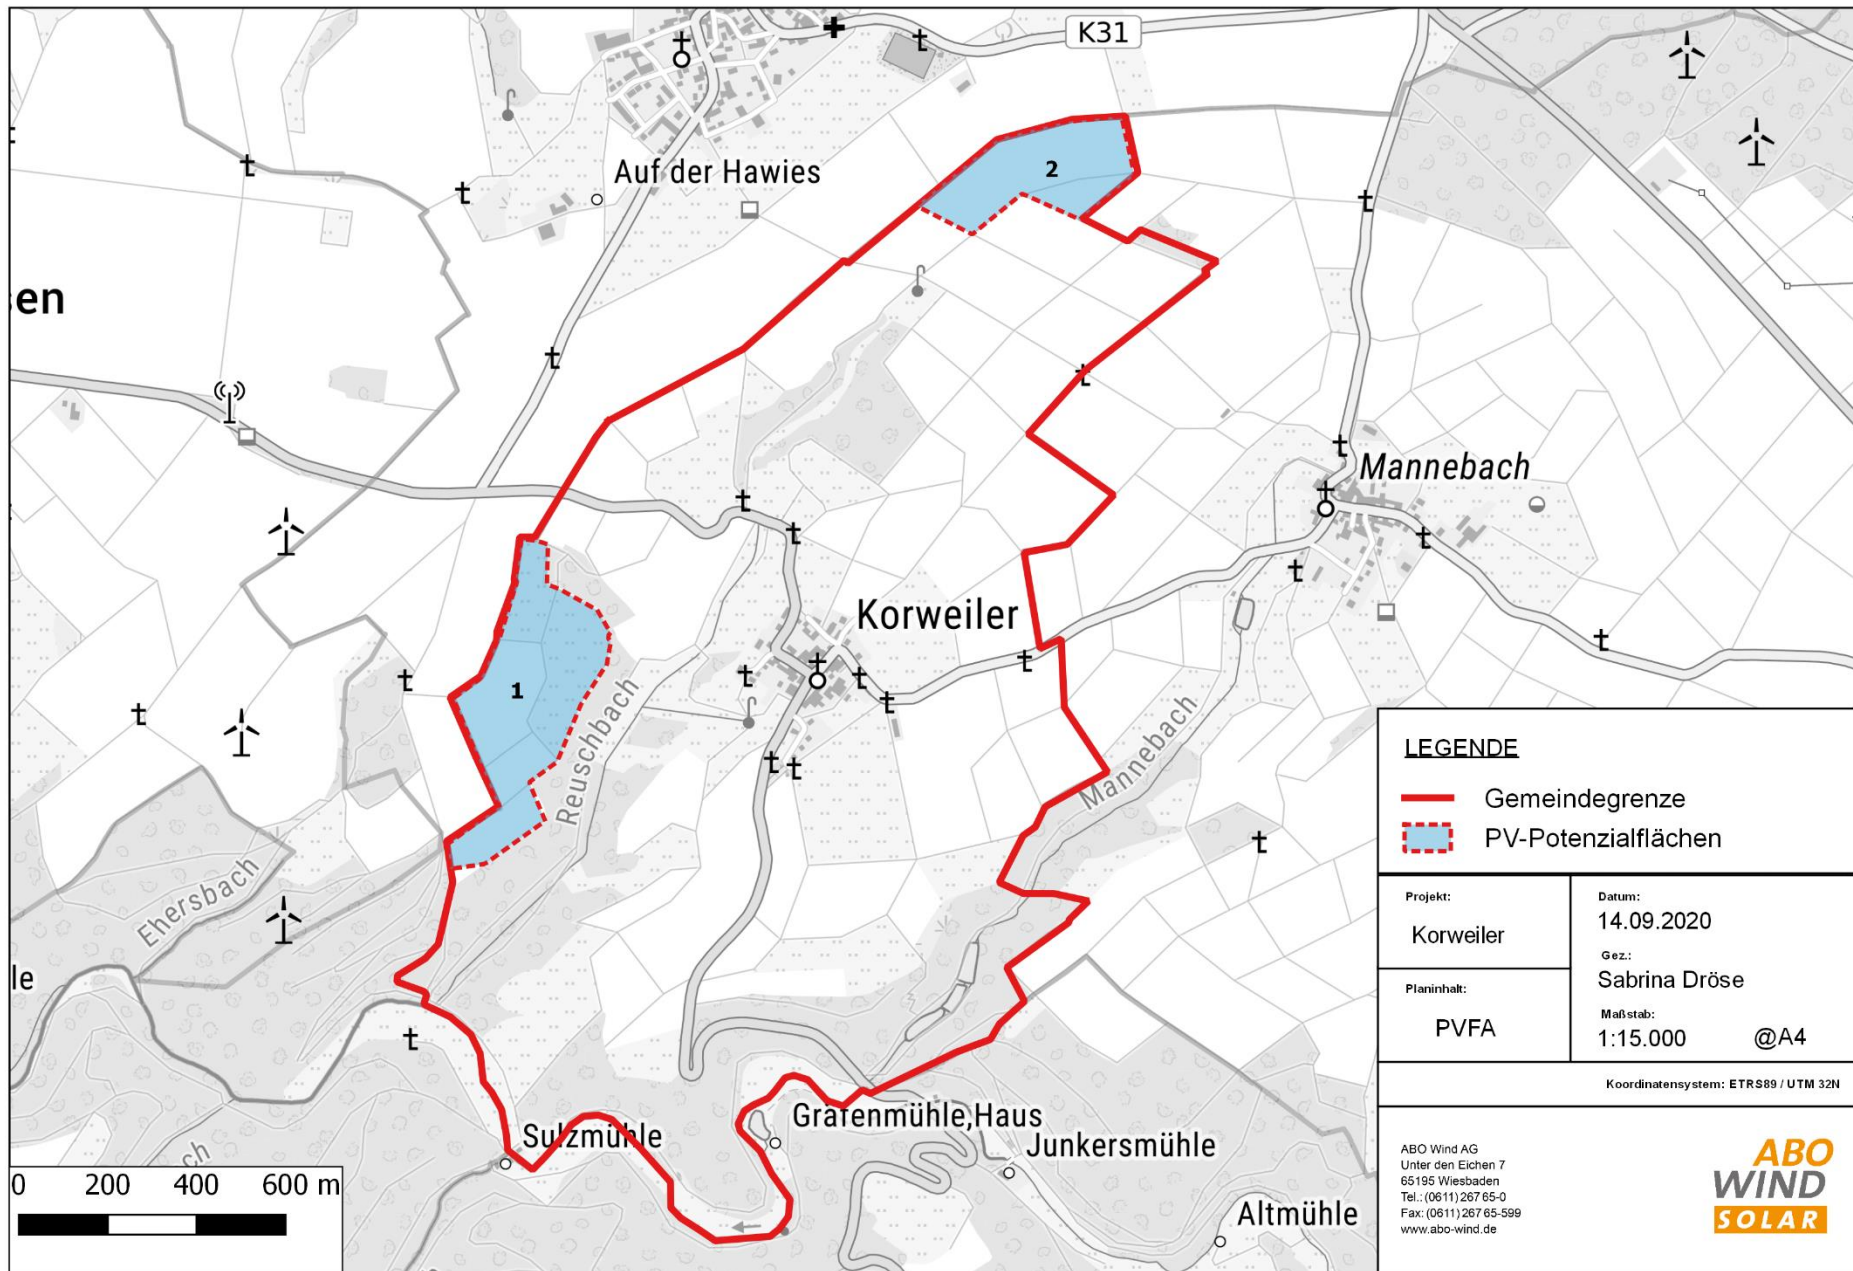 K31
Auf der Hawies
2
en
Mannebach
Korweiler
1
Reuschbach
Mannebach
Ehersbach
le
Gräfenmühle,Haus
Sulzmühle
Junkersmühle
ch
Altmühle
0 200 400 600 m
LEGENDE
Gemeindegrenze
PV-Potenzialflächen
Projekt:
Korweiler
Planinhalt:
PVFA
Datum:
14.09.2020
Gez.:
Sabrina Dröse
Maßstab:
1:15.000 @A4
Koordinatensystem: ETRS89 / UTM 32N
ABO Wind AG
Unter den Eichen 7
65195 Wiesbaden
Tel.: (0611) 267 65-0
Fax: (0611) 267 65-599
www.abo-wind.de
ABO
WIND
SOLAR